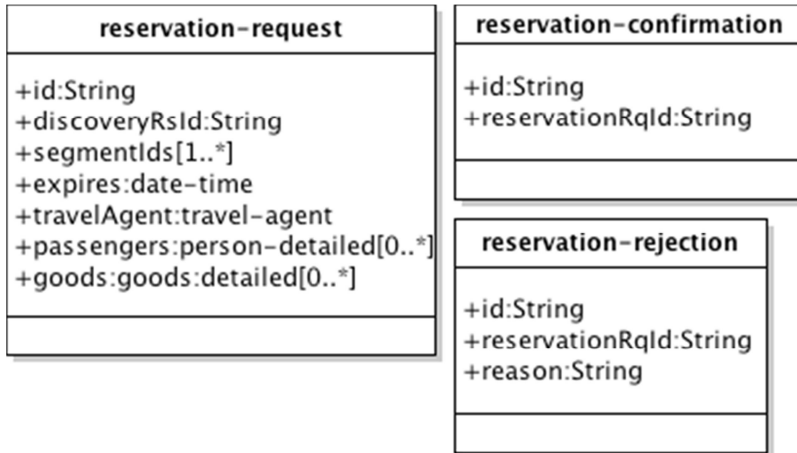 reservation-request
+id:String
+discoveryRsId:String
+segmentIds[1..*]
+expires:date-time
+travelAgent:travel-agent
+passengers:person-detailed[0..*]
+goods:goods:detailed[0..*]
reservation-confirmation
+id:String
+reservationRqId:String
reservation-rejection
+id:String
+reservationRqId:String
+reason:String